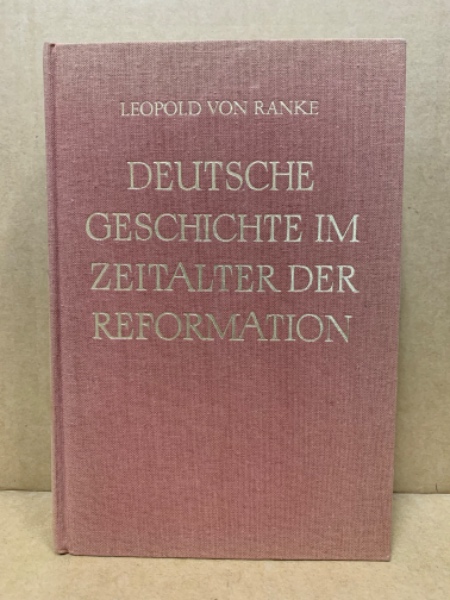 LEOPOLD VON RANKE
DEUTSCHE
GESCHICHTE IM
ZEITALTER DER
REFORMATION